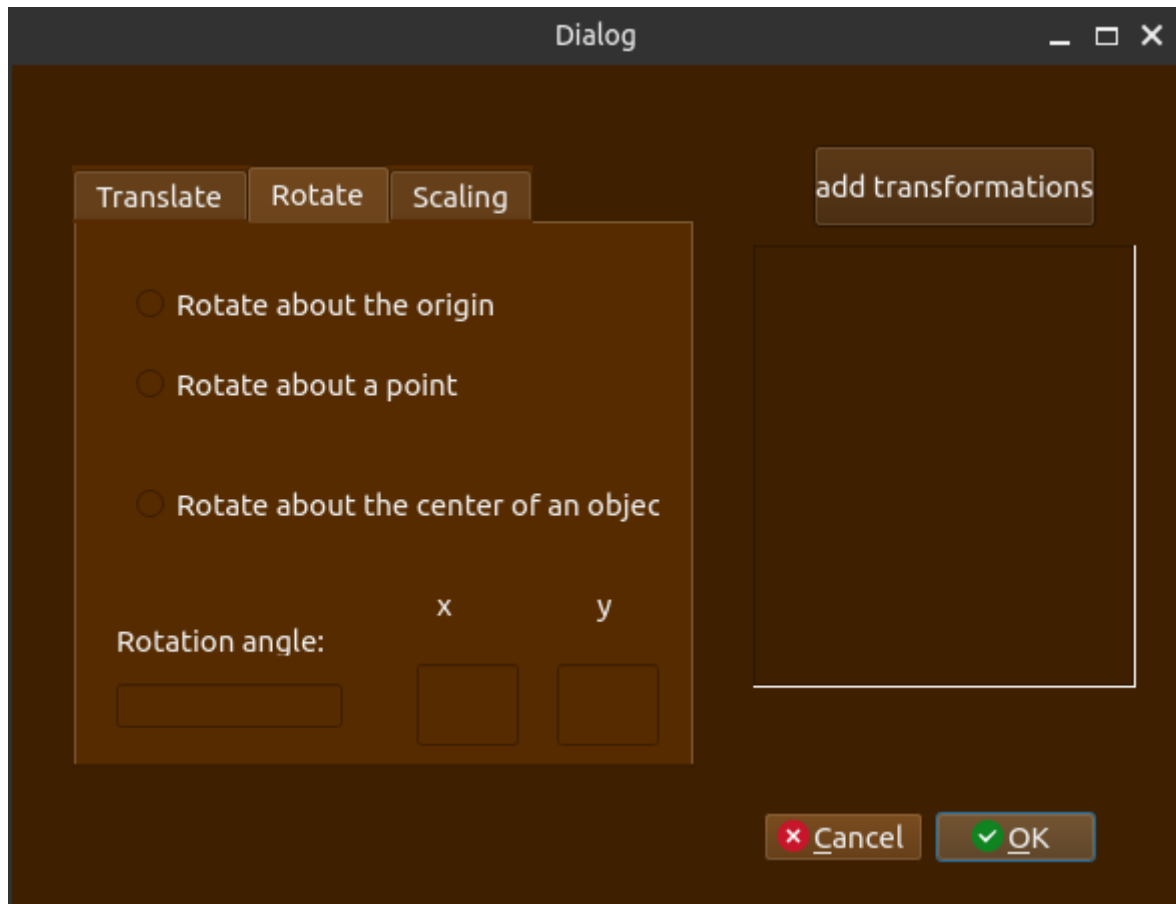 Dialog
Translate
Rotate
Scaling
add transformations
Rotate about the origin
Rotate about a point
Rotate about the center of an objec
x
y
Rotation angle:
Cancel
OK